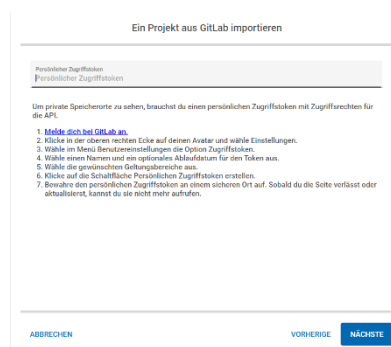 Ein Projekt aus GitLab importieren
Persönlicher Zugriffstoken
Persönlicher Zugriffstoken
Um private Speicherorte zu sehen, brauchst du einen persönlichen Zugriffstoken mit Zugriffsrechten für
die API.
1. Melde dich bei GitLab an.
2. Klicke in der oberen rechten Ecke auf deinen Avatar und wähle Einstellungen.
3. Wähle im Menü Benutzereinstellungen die Option Zugriffstoken.
4. Wähle einen Namen und ein optionales Ablaufdatum für den Token aus.
5. Wähle die gewünschten Geltungsbereiche aus.
6. Klicke auf die Schaltfläche Persönlichen Zugriffstoken erstellen.
7. Bewahre den persönlichen Zugriffstoken an einem sicheren Ort auf. Sobald du die Seite verlässt oder
aktualisierst, kannst du sie nicht mehr aufrufen.
ABBRECHEN VORHERIGE NÄCHSTE